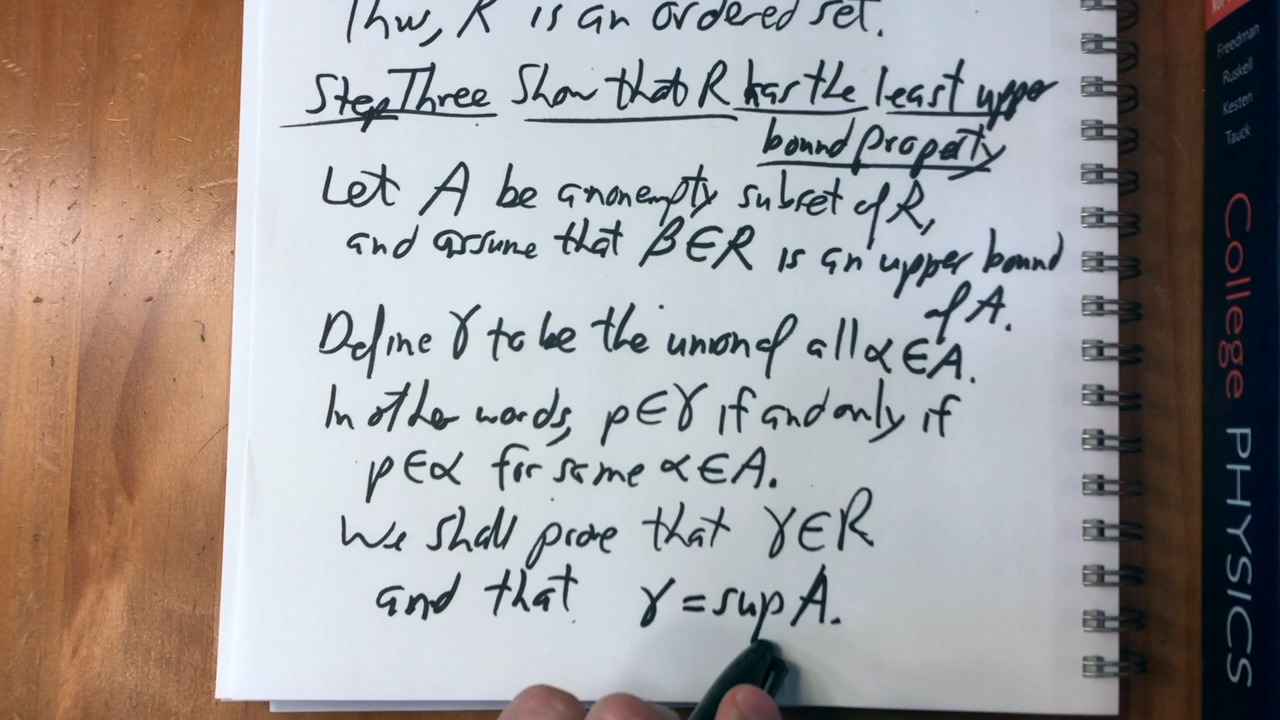 Thus, R is an ordered set.
Step Three Show that R has the least upper
bound property
Let A be a nonempty subset of R,
and assume that β∈R is an upper bound
of A.
Define γ to be the union of all α∈A.
In other words, p∈γ if and only if
p∈α for some α∈A.
We shall prove that γ∈R
and that γ = sup A.
Freedman
Ruskell
Kesten
Tauck
College PHYSICS